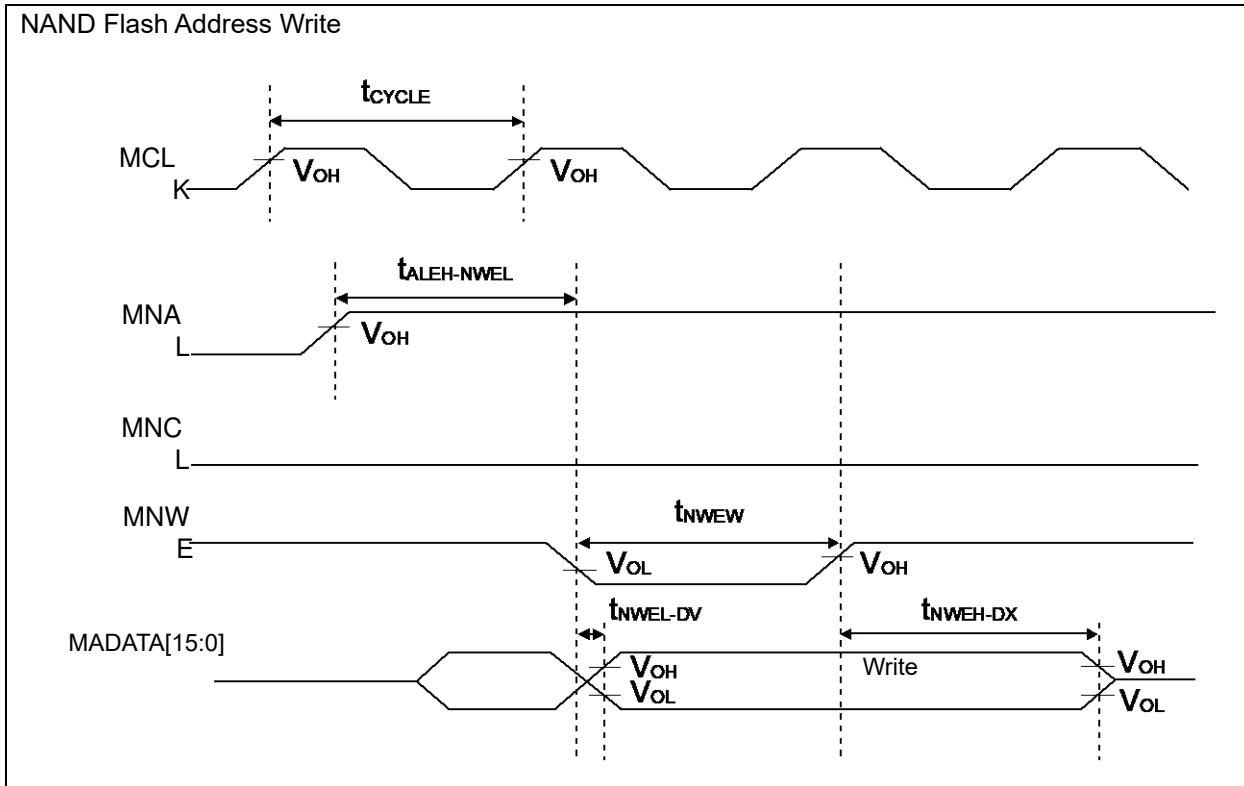 NAND Flash Address Write
tCYCLE
MCL
K
VOH
VOH
tALEH-NWEL
MNA
L
VOH
MNC
L
tNWEW
MNW
E
VOL
VOH
tNWEL-DV
tNWEH-DX
MADATA[15:0]
VOH
Write
VOH
VOL
VOL